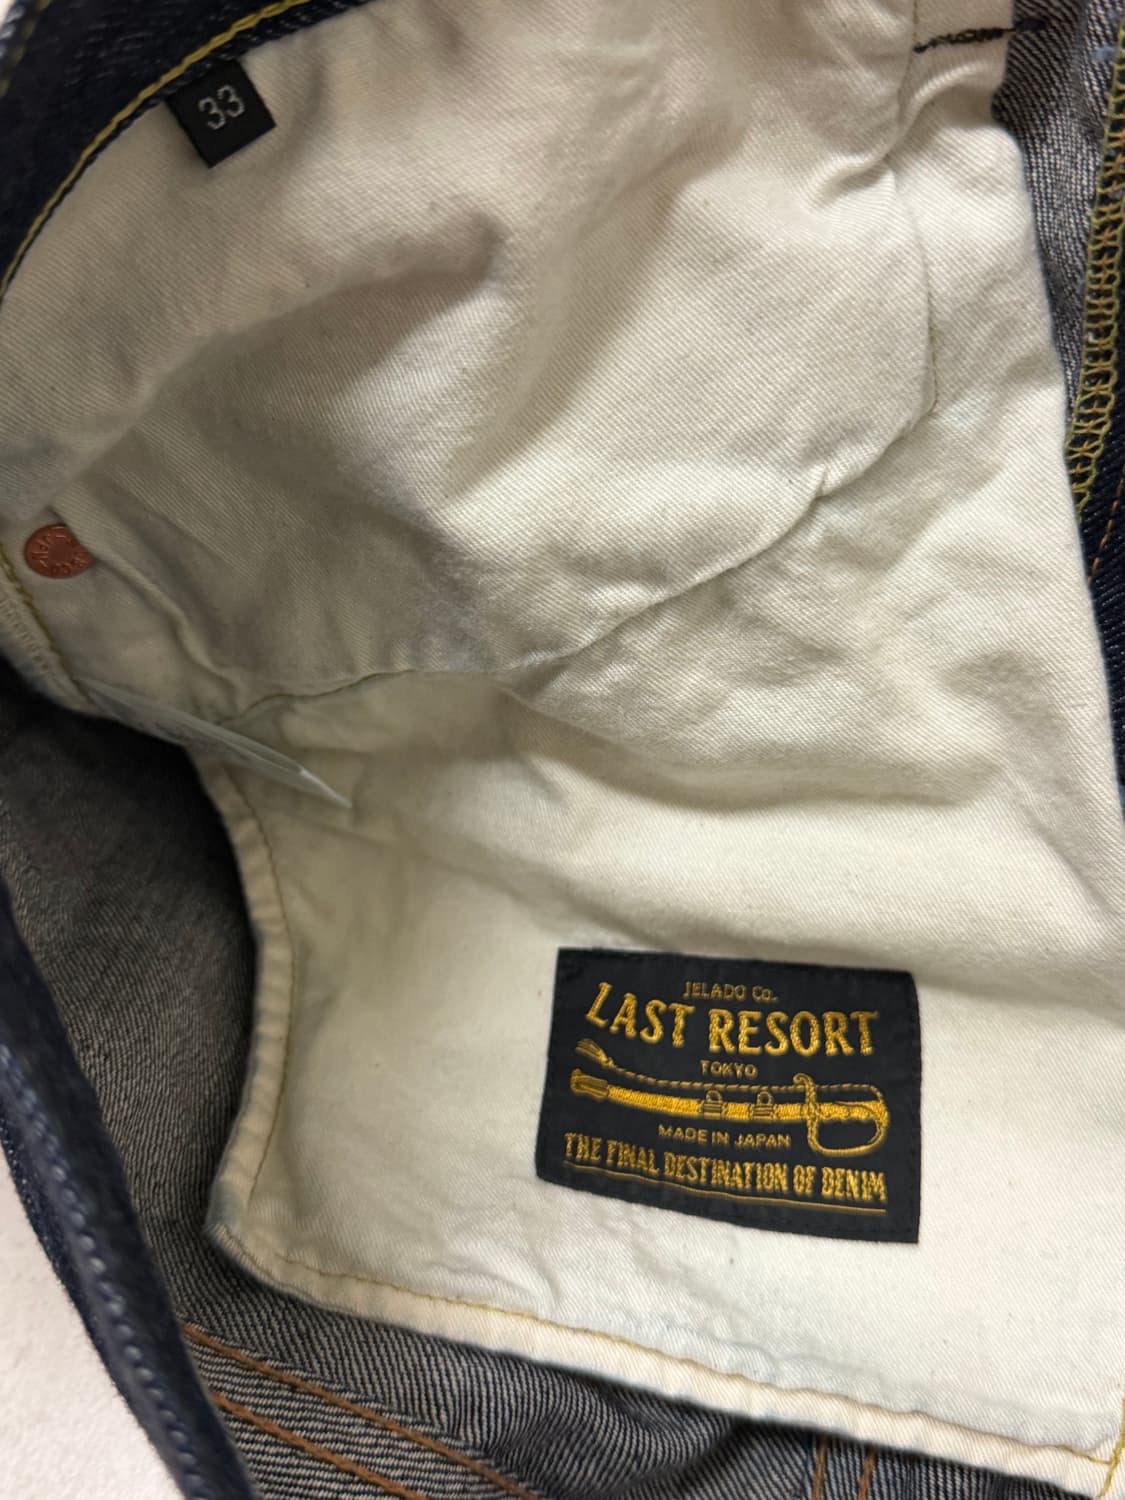 33
JELADO Co.
LAST RESORT
TOKYO
MADE IN JAPAN
THE FINAL DESTINATION OF DENIM